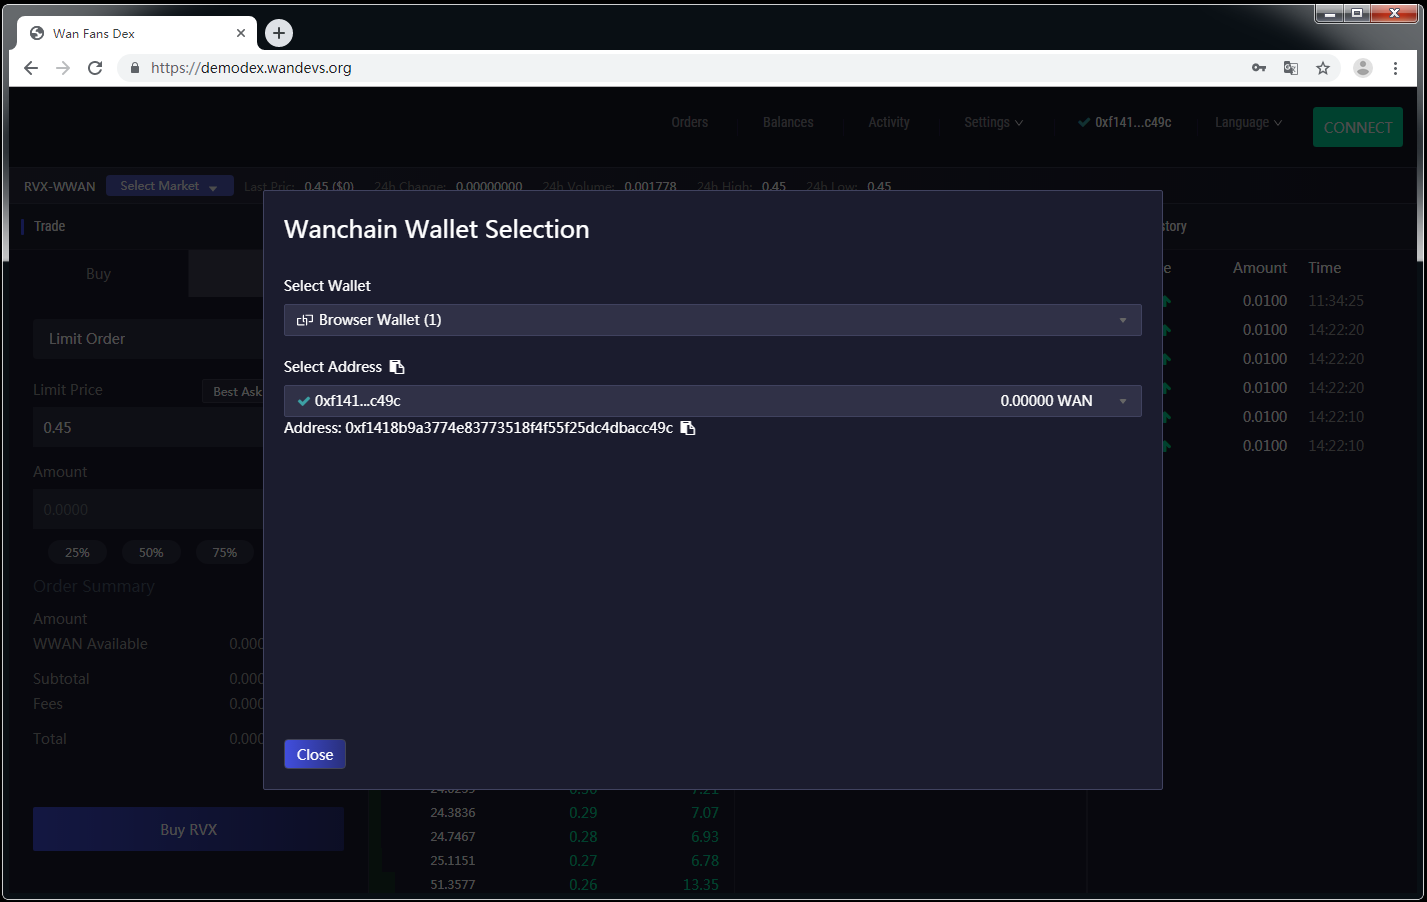 Wan Fans Dex
https://demodex.wandevs.org
Orders Balances Activity Settings 0xf141...c49c Language CONNECT
RVX-WWAN Select Market Last Pric: 0.45 ($0) 24h Change: 0.00000000 24h Volume: 0.001778 24h High: 0.45 24h Low: 0.45
Trade
story
Wanchain Wallet Selection
Select Wallet
Browser Wallet (1)
Select Address
0xf141...c49c 0.00000 WAN
Address: 0xf1418b9a3774e83773518f4f55f25dc4dbacc49c
Close
Buy
Limit Order
Limit Price Best Ask
0.45
Amount
0.0000
25% 50% 75%
Order Summary
Amount
WWAN Available 0.000
Subtotal 0.000
Fees 0.000
Total 0.000
Buy RVX
e Amount Time
0.0100 11:34:25
0.0100 14:22:20
0.0100 14:22:20
0.0100 14:22:20
0.0100 14:22:10
0.0100 14:22:10
24.3836 0.29 7.07
24.7467 0.28 6.93
25.1151 0.27 6.78
51.3577 0.26 13.35